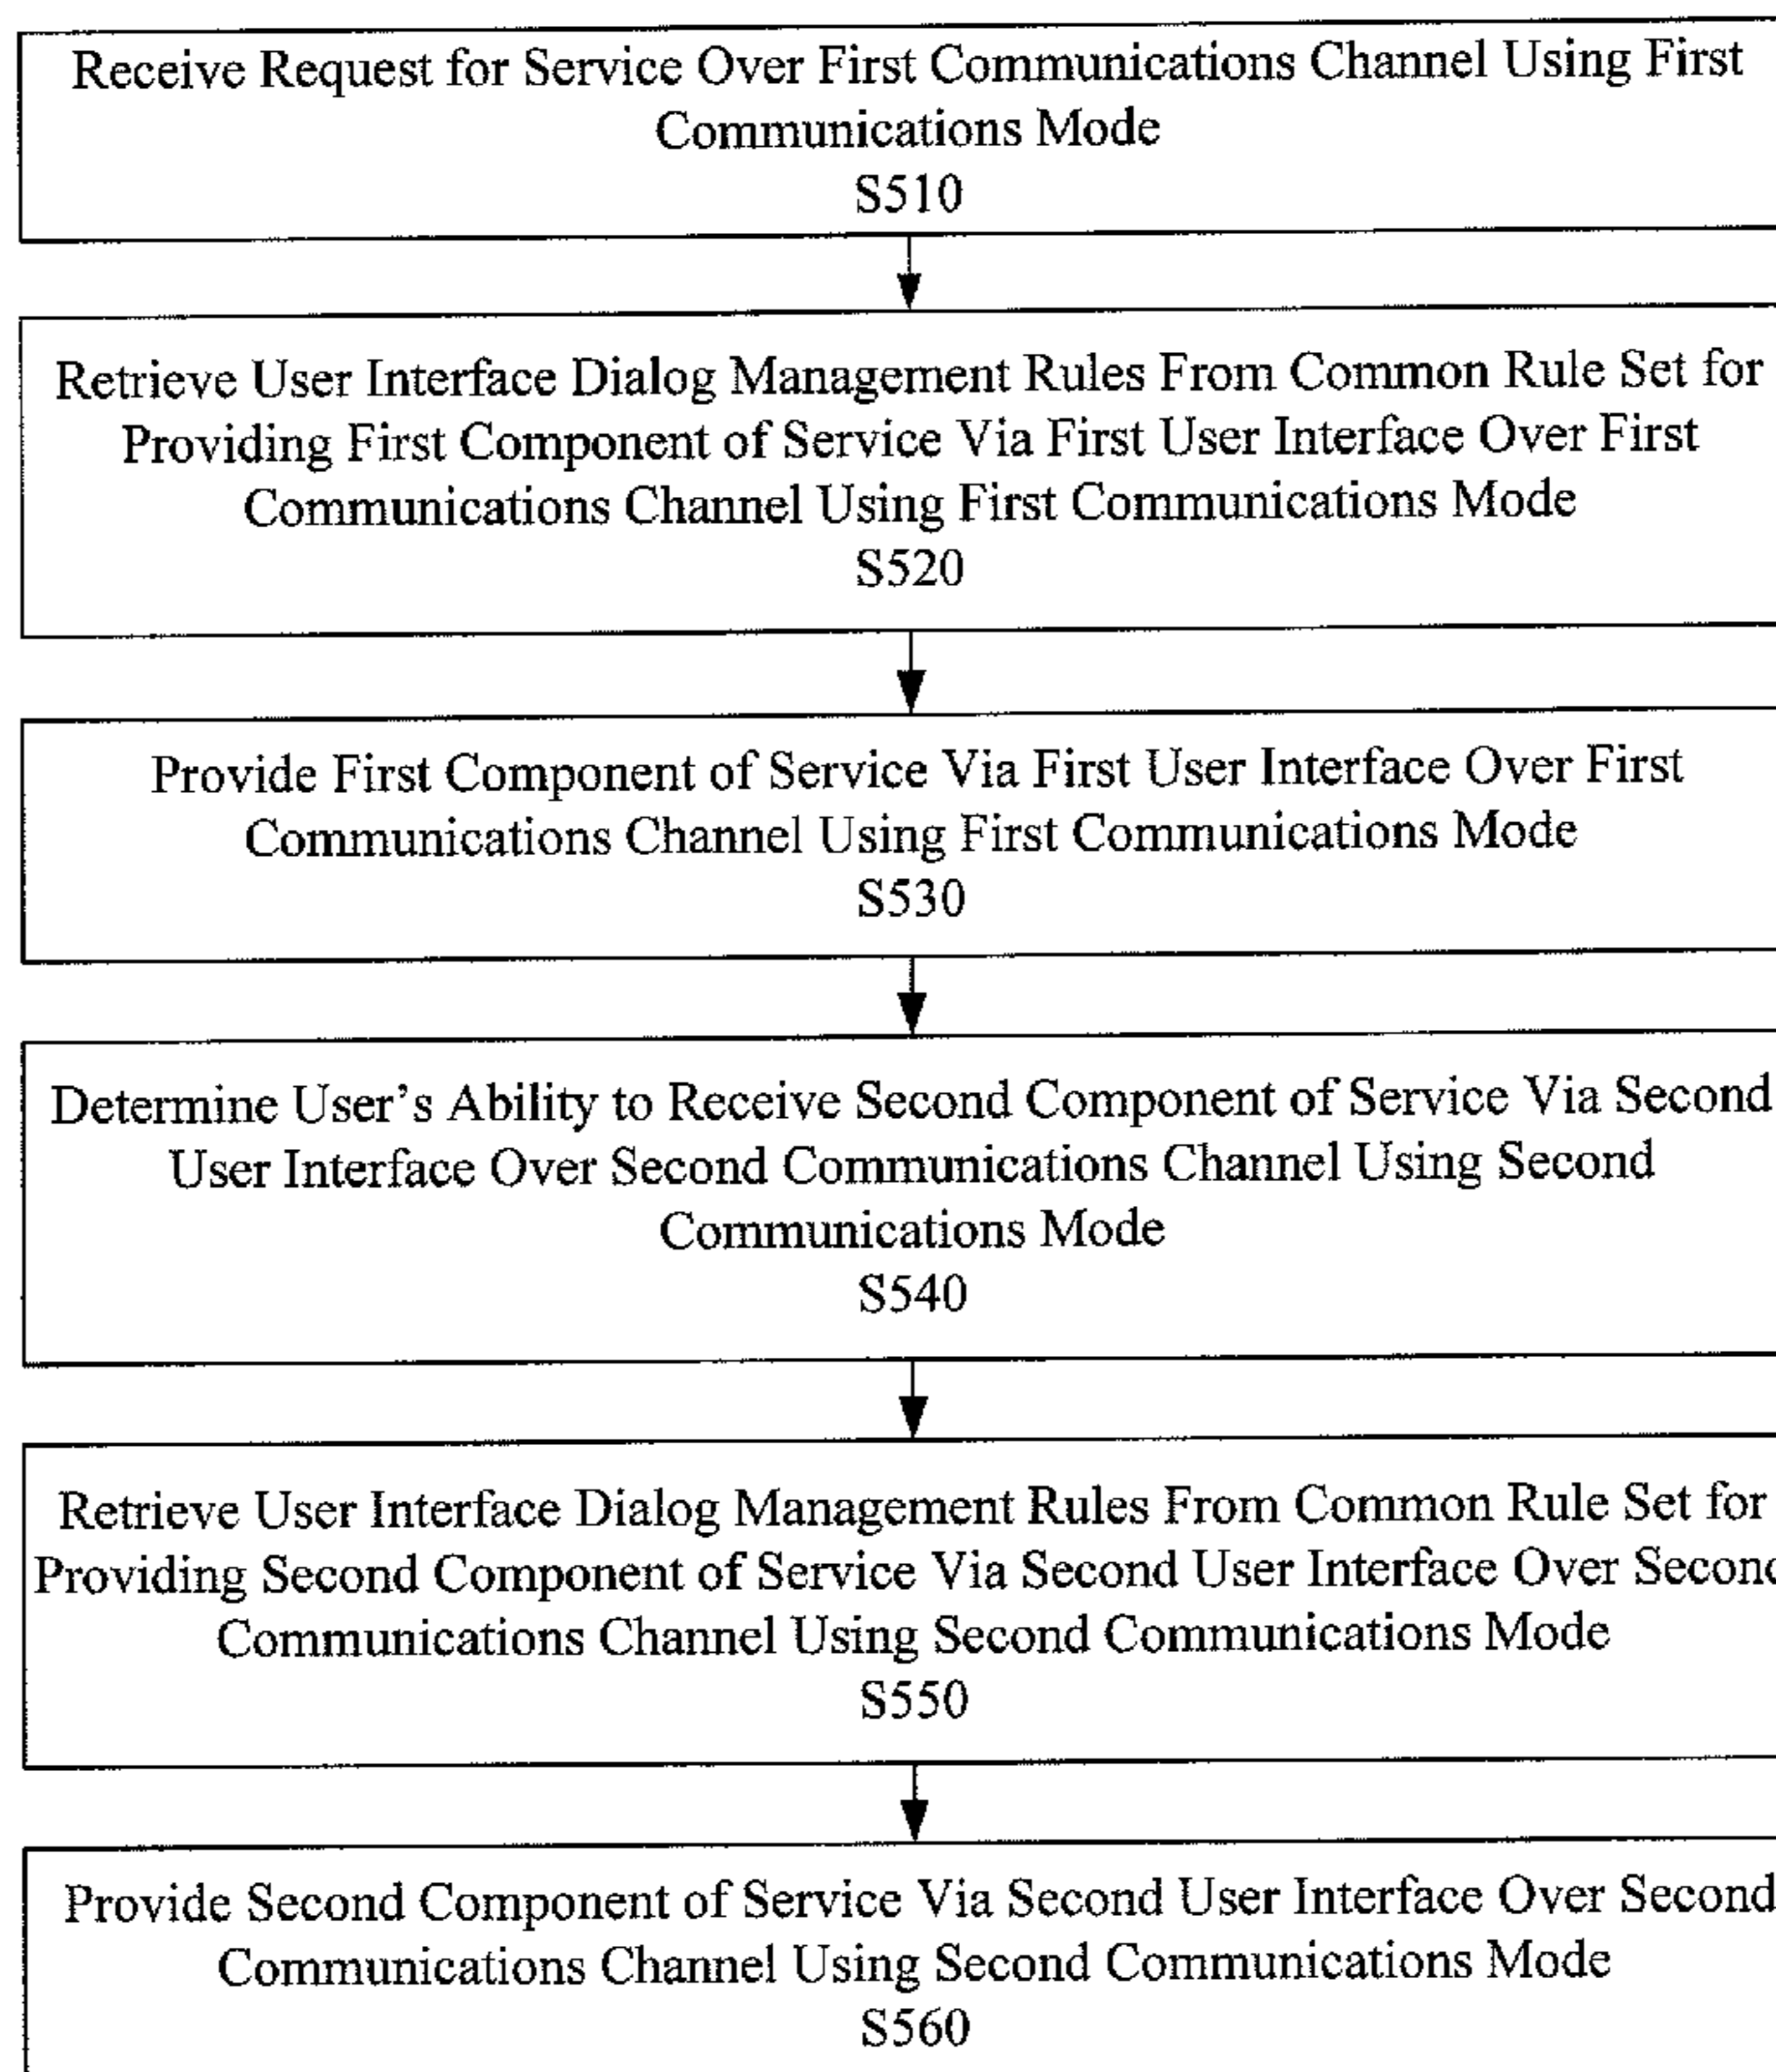 Receive Request for Service Over First Communications Channel Using First
Communications Mode
S510
Retrieve User Interface Dialog Management Rules From Common Rule Set for
Providing First Component of Service Via First User Interface Over First
Communications Channel Using First Communications Mode
S520
Provide First Component of Service Via First User Interface Over First
Communications Channel Using First Communications Mode
S530
Determine User's Ability to Receive Second Component of Service Via Second
User Interface Over Second Communications Channel Using Second
Communications Mode
S540
Retrieve User Interface Dialog Management Rules From Common Rule Set for
Providing Second Component of Service Via Second User Interface Over Second
Communications Channel Using Second Communications Mode
S550
Provide Second Component of Service Via Second User Interface Over Second
Communications Channel Using Second Communications Mode
S560